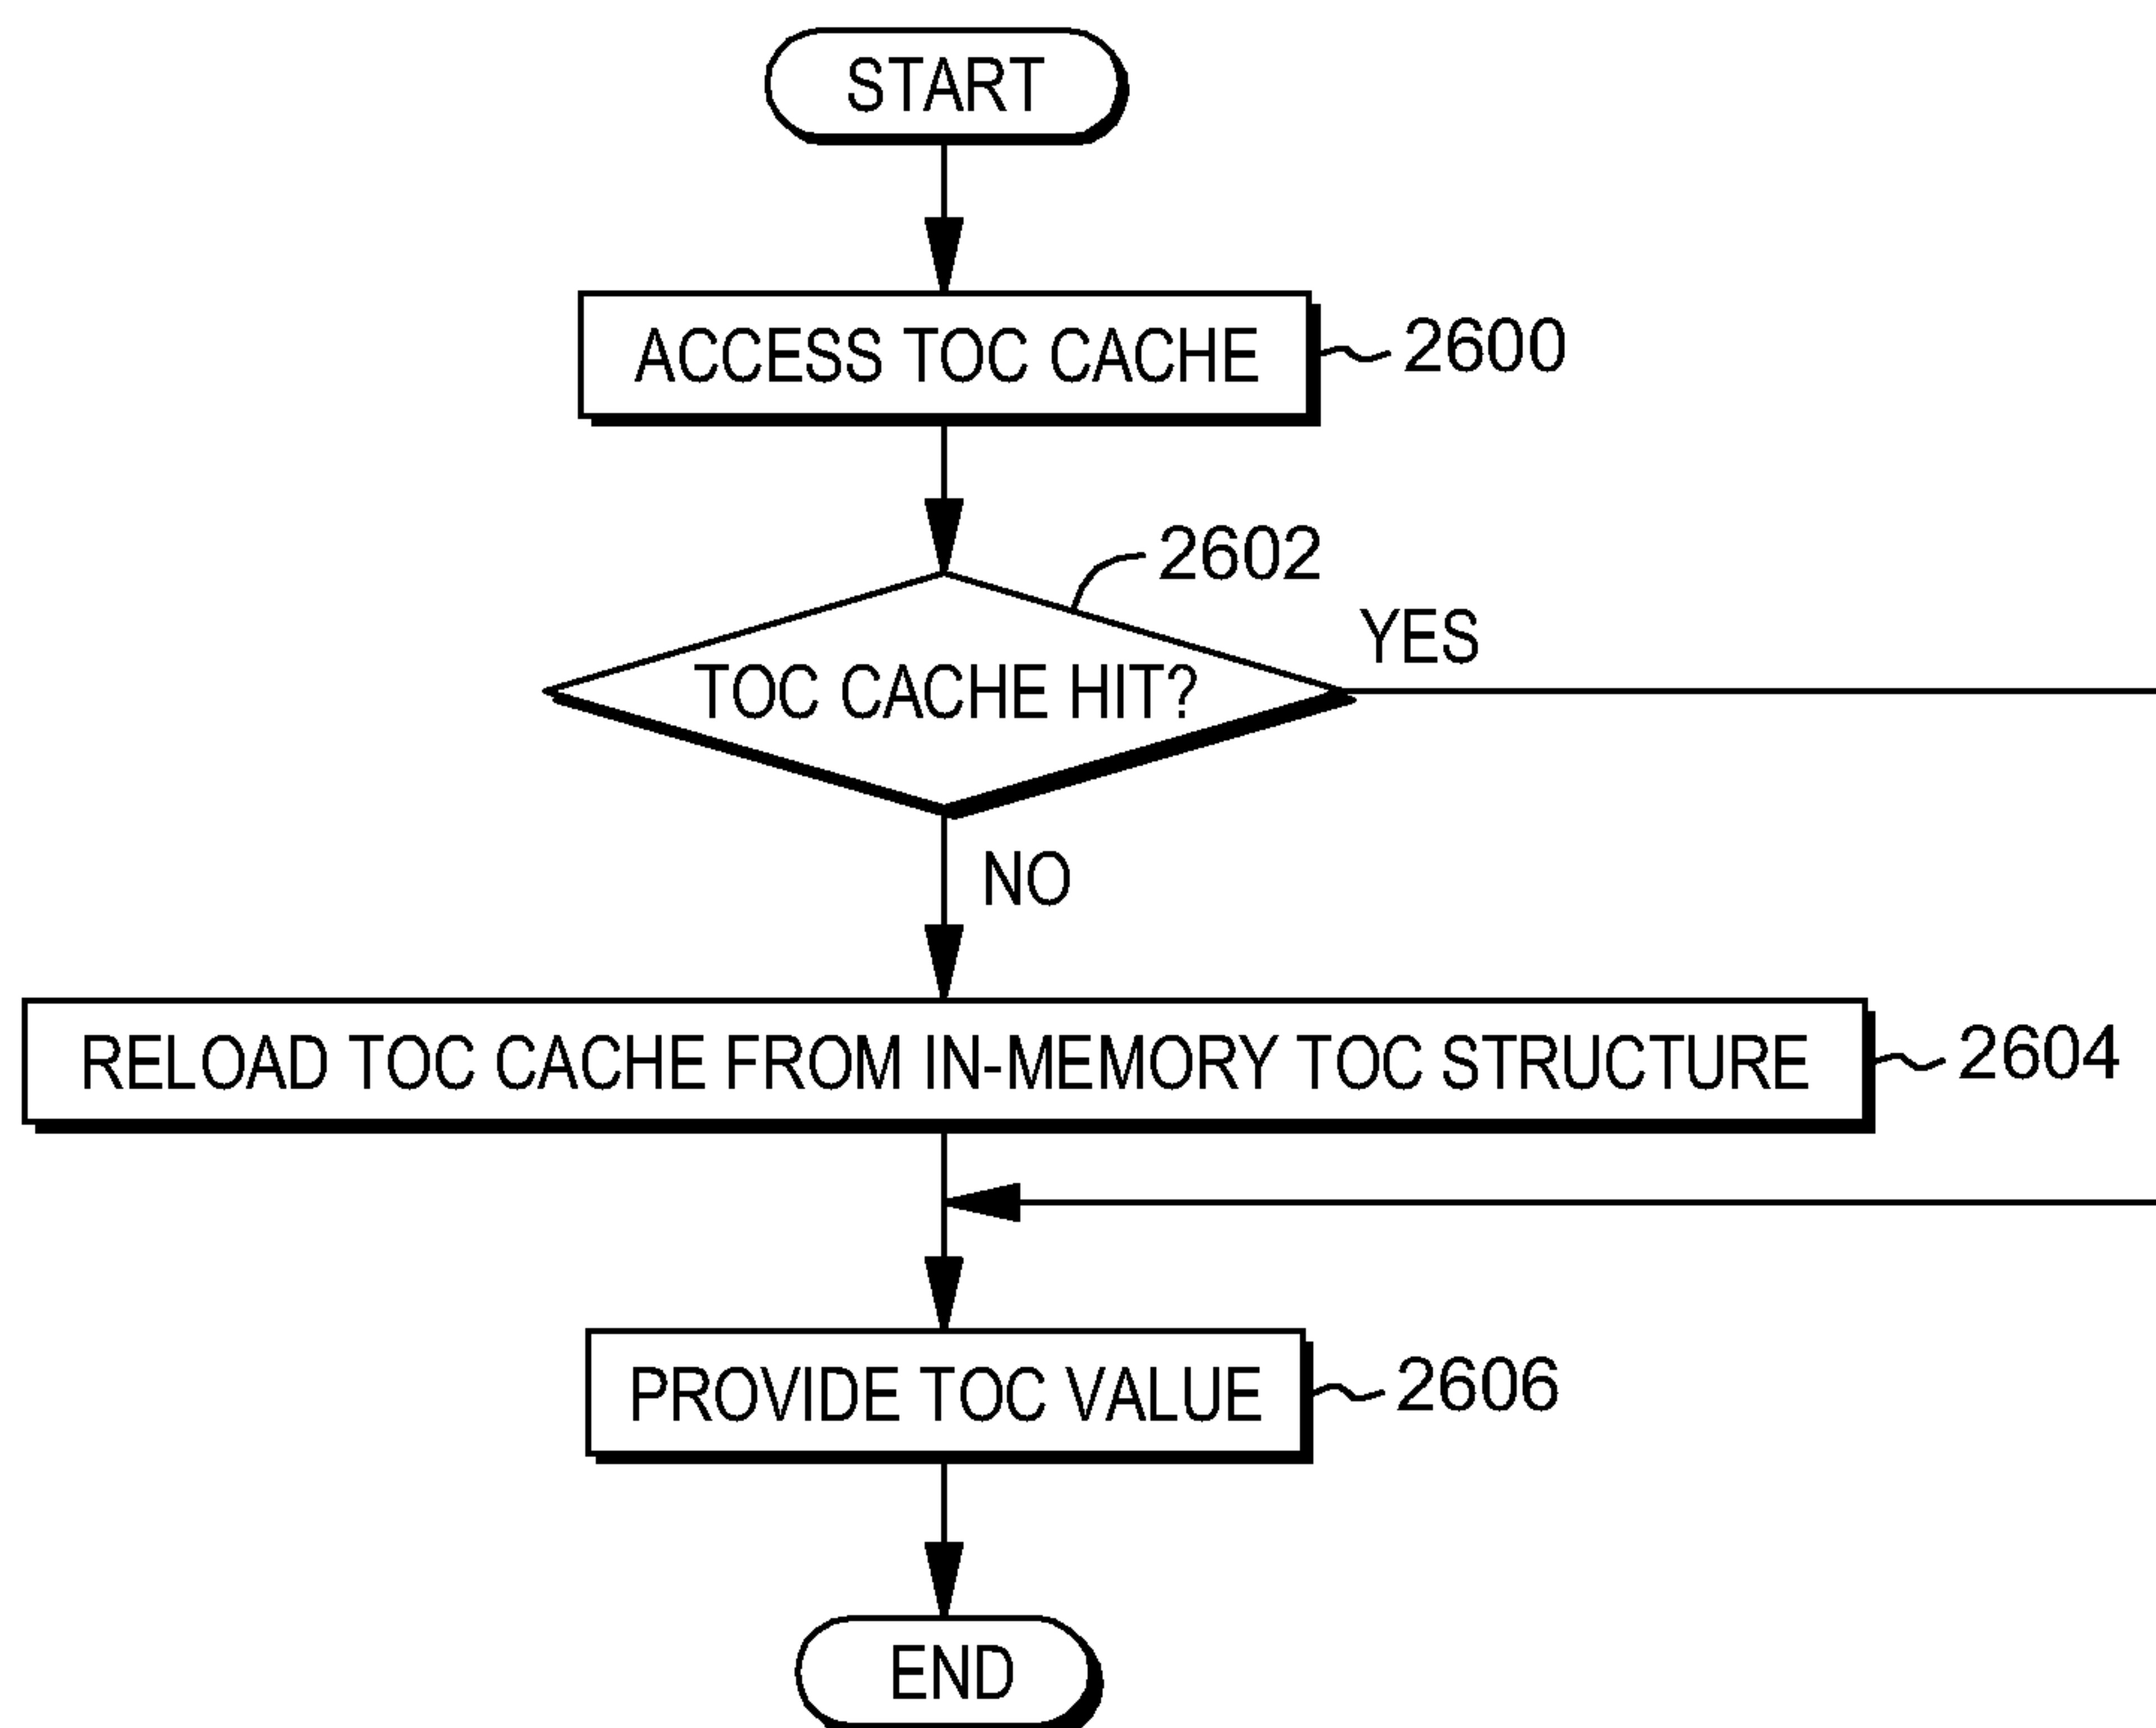 START
ACCESS TOC CACHE
2600
2602
TOC CACHE HIT?
YES
NO
RELOAD TOC CACHE FROM IN-MEMORY TOC STRUCTURE
2604
PROVIDE TOC VALUE
2606
END